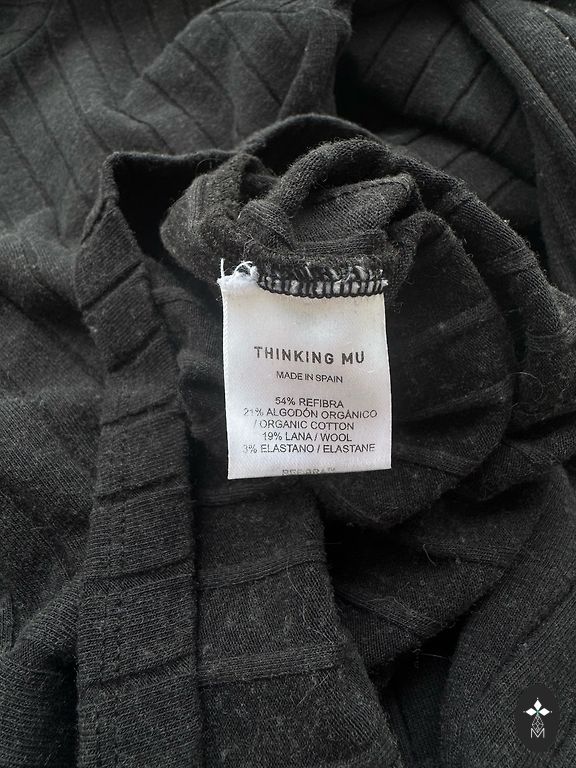 THINKING MU
MADE IN SPAIN
54% REFIBRA
21% ALGODÓN ORGÁNICO
/ ORGANIC COTTON
19% LANA / WOOL
3% ELASTANO / ELASTANE
M